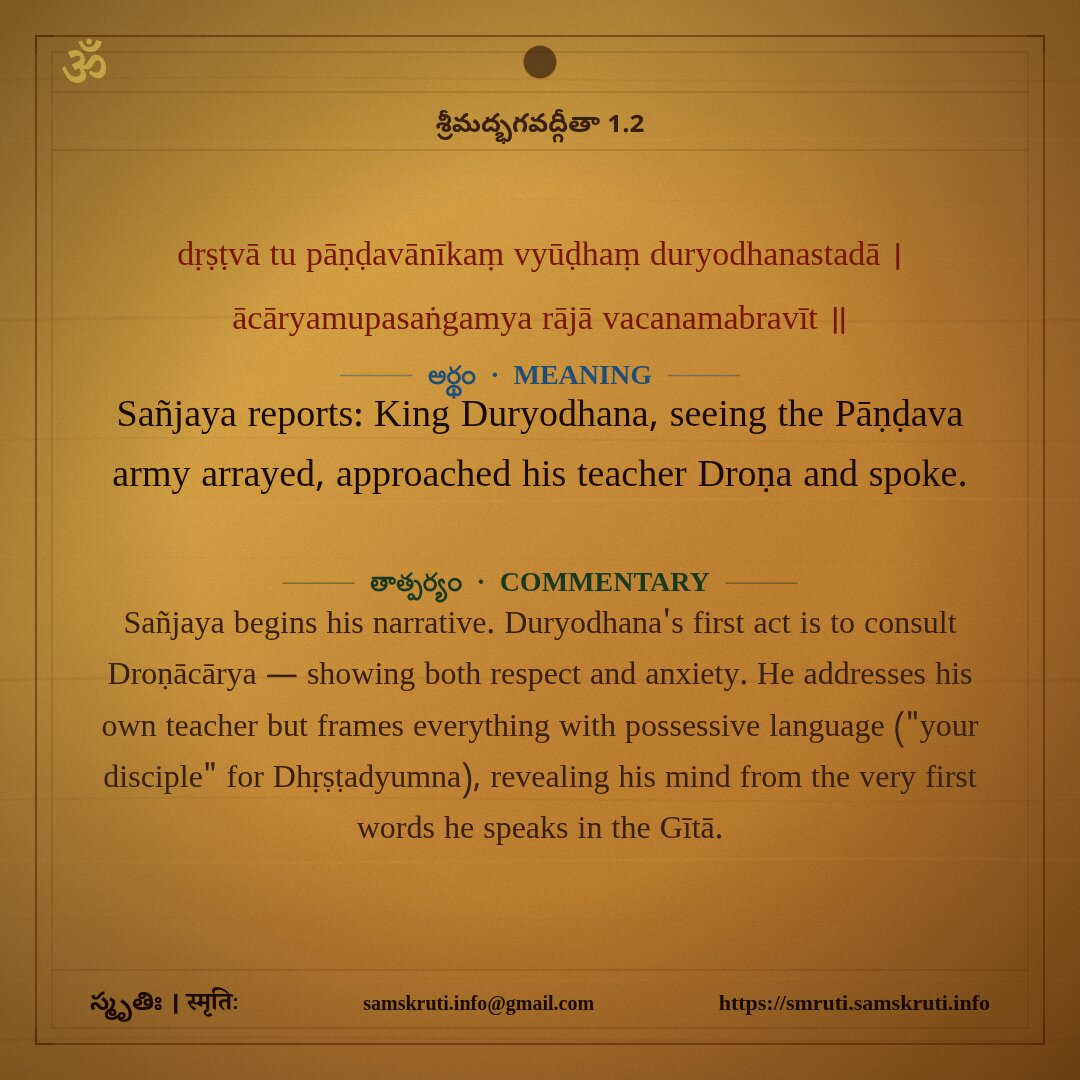 ॐ
శ్రీమద్భగవద్గీతా 1.2
dṛṣṭvā tu pāṇḍavānīkaṃ vyūḍhaṃ duryodhanastadā |
ācāryamupasaṅgamya rājā vacanamabravīt ||
అర్థం · MEANING
Sañjaya reports: King Duryodhana, seeing the Pāṇḍava
army arrayed, approached his teacher Droṇa and spoke.
తాత్పర్యం · COMMENTARY
Sañjaya begins his narrative. Duryodhana's first act is to consult
Droṇācārya — showing both respect and anxiety. He addresses his
own teacher but frames everything with possessive language ("your
disciple" for Dhṛṣṭadyumna), revealing his mind from the very first
words he speaks in the Gītā.
స్మృతిః | स्मृतिः samskruti.info@gmail.com https://smruti.samskruti.info